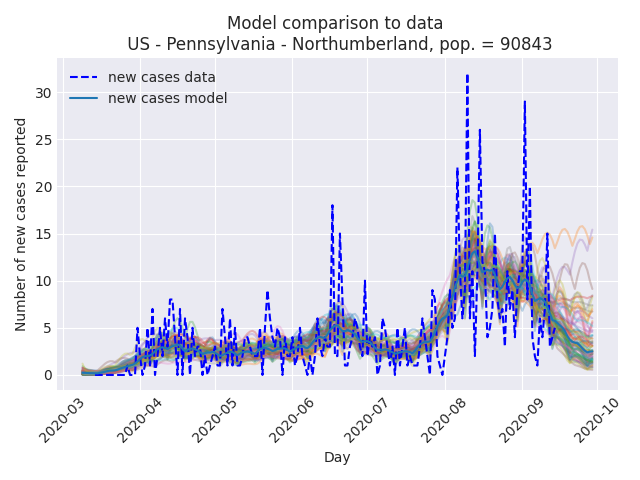 Model comparison to data
US - Pennsylvania - Northumberland, pop. = 90843
new cases data
new cases model
Number of new cases reported
30
25
20
15
10
5
0
2020-03
2020-04
2020-05
2020-06
2020-07
2020-08
2020-09
2020-10
Day